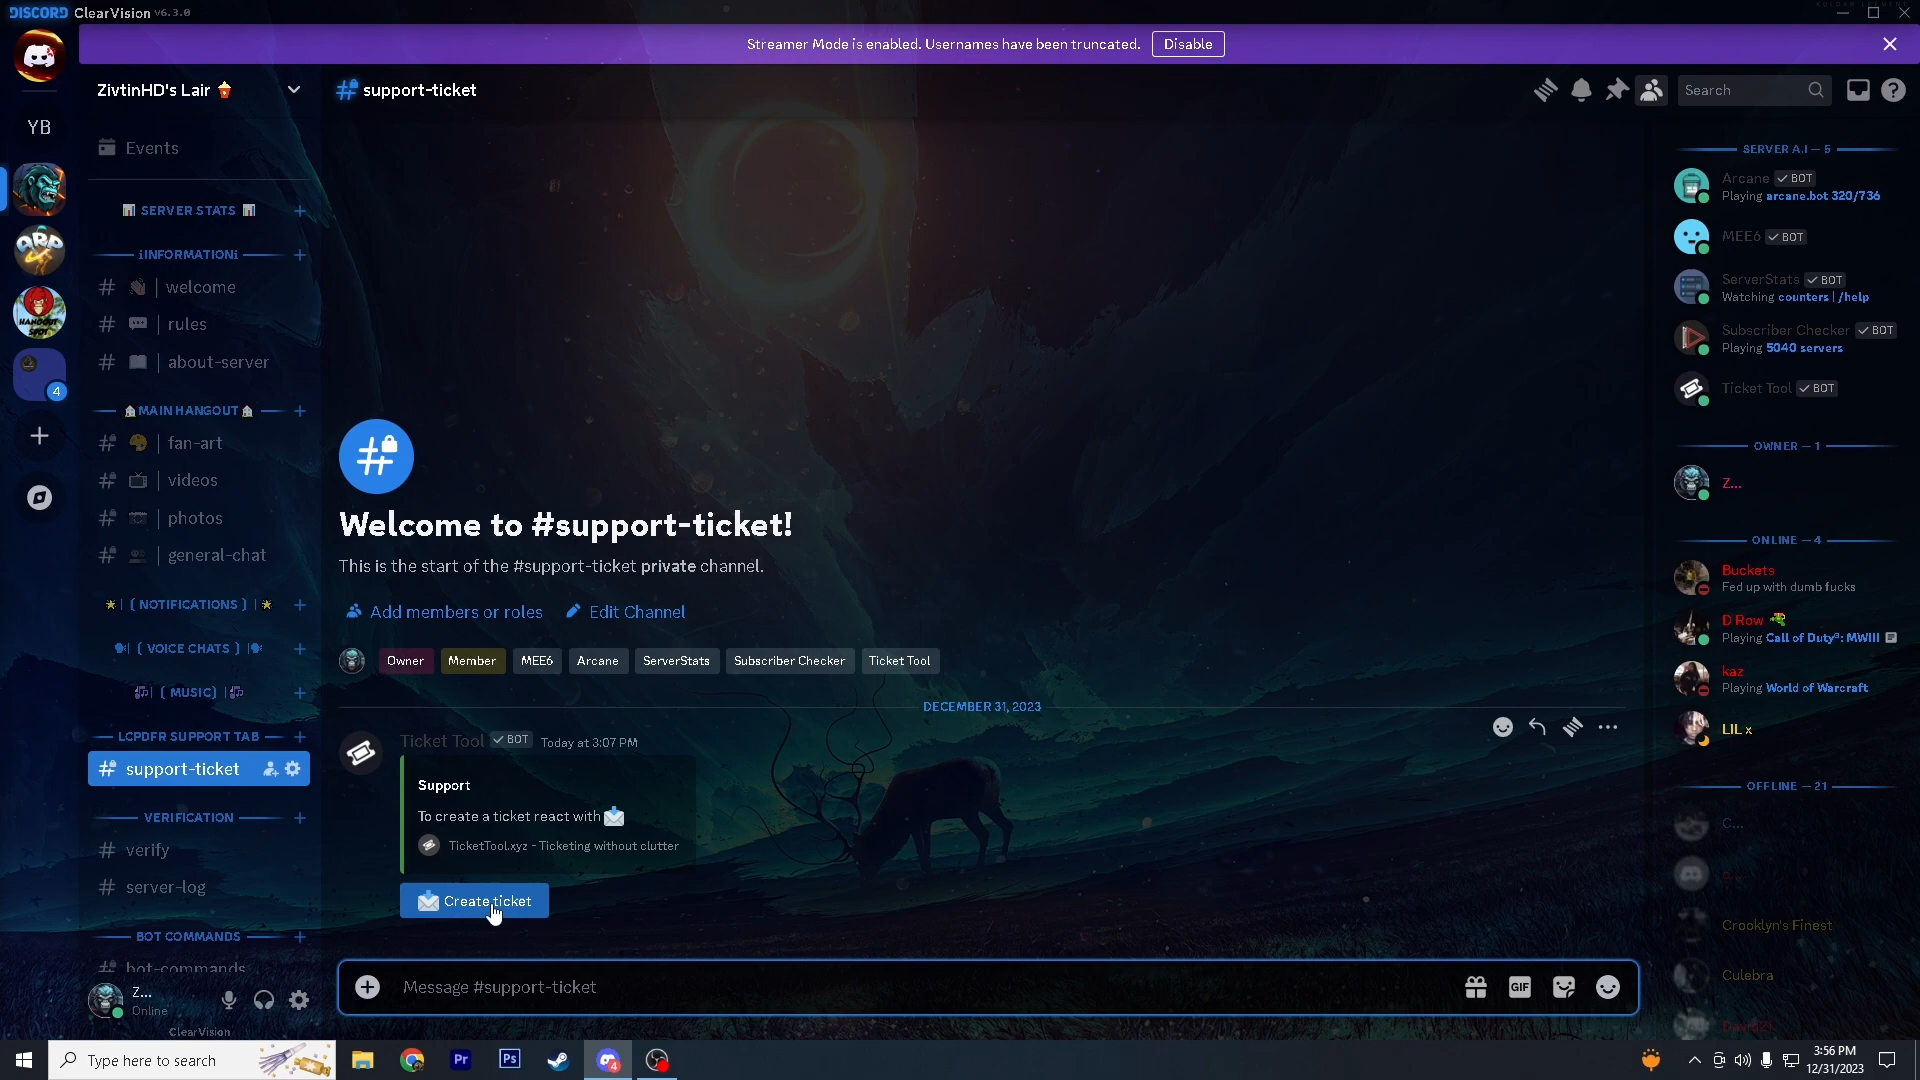 DISCORD ClearVision v6.3.0
Streamer Mode is enabled. Usernames have been truncated. Disable
YB
4
ZivtinHD's Lair
Events
SERVER STATS
iINFORMATIONi
welcome
rules
about-server
MAIN HANGOUT
fan-art
videos
photos
general-chat
| ( NOTIFICATIONS ) |
| ( VOICE CHATS ) |
| ( MUSIC) |
LCPDFR SUPPORT TAB
support-ticket
VERIFICATION
verify
server-log
BOT COMMANDS
bot-commands
Z...
Online
ClearVision
support-ticket
Search
Welcome to #support-ticket!
This is the start of the #support-ticket private channel.
Add members or roles Edit Channel
Owner Member MEE6 Arcane ServerStats Subscriber Checker Ticket Tool
DECEMBER 31, 2023
Ticket Tool BOT Today at 3:07 PM
Support
To create a ticket react with
TicketTool.xyz - Ticketing without clutter
Create ticket
Message #support-ticket
GIF
SERVER A.I — 5
Arcane BOT
Playing arcane.bot 320/736
MEE6 BOT
ServerStats BOT
Watching counters | /help
Subscriber Checker BOT
Playing 5040 servers
Ticket Tool BOT
OWNER — 1
Z...
ONLINE — 4
Buckets
Fed up with dumb fucks
D Row
Playing Call of Duty®: MWIII
kaz
Playing World of Warcraft
LIL x
OFFLINE — 21
C...
Crooklyn's Finest
Culebra
Type here to search
Pr
Ps
4
3:56 PM
12/31/2023